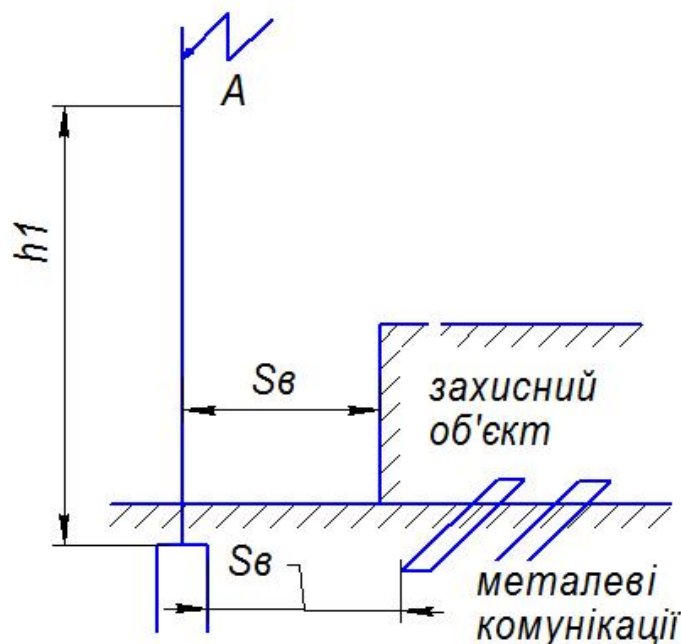 A
h1
Sв
захисний
об'єкт
Sв
металеві
комунікації